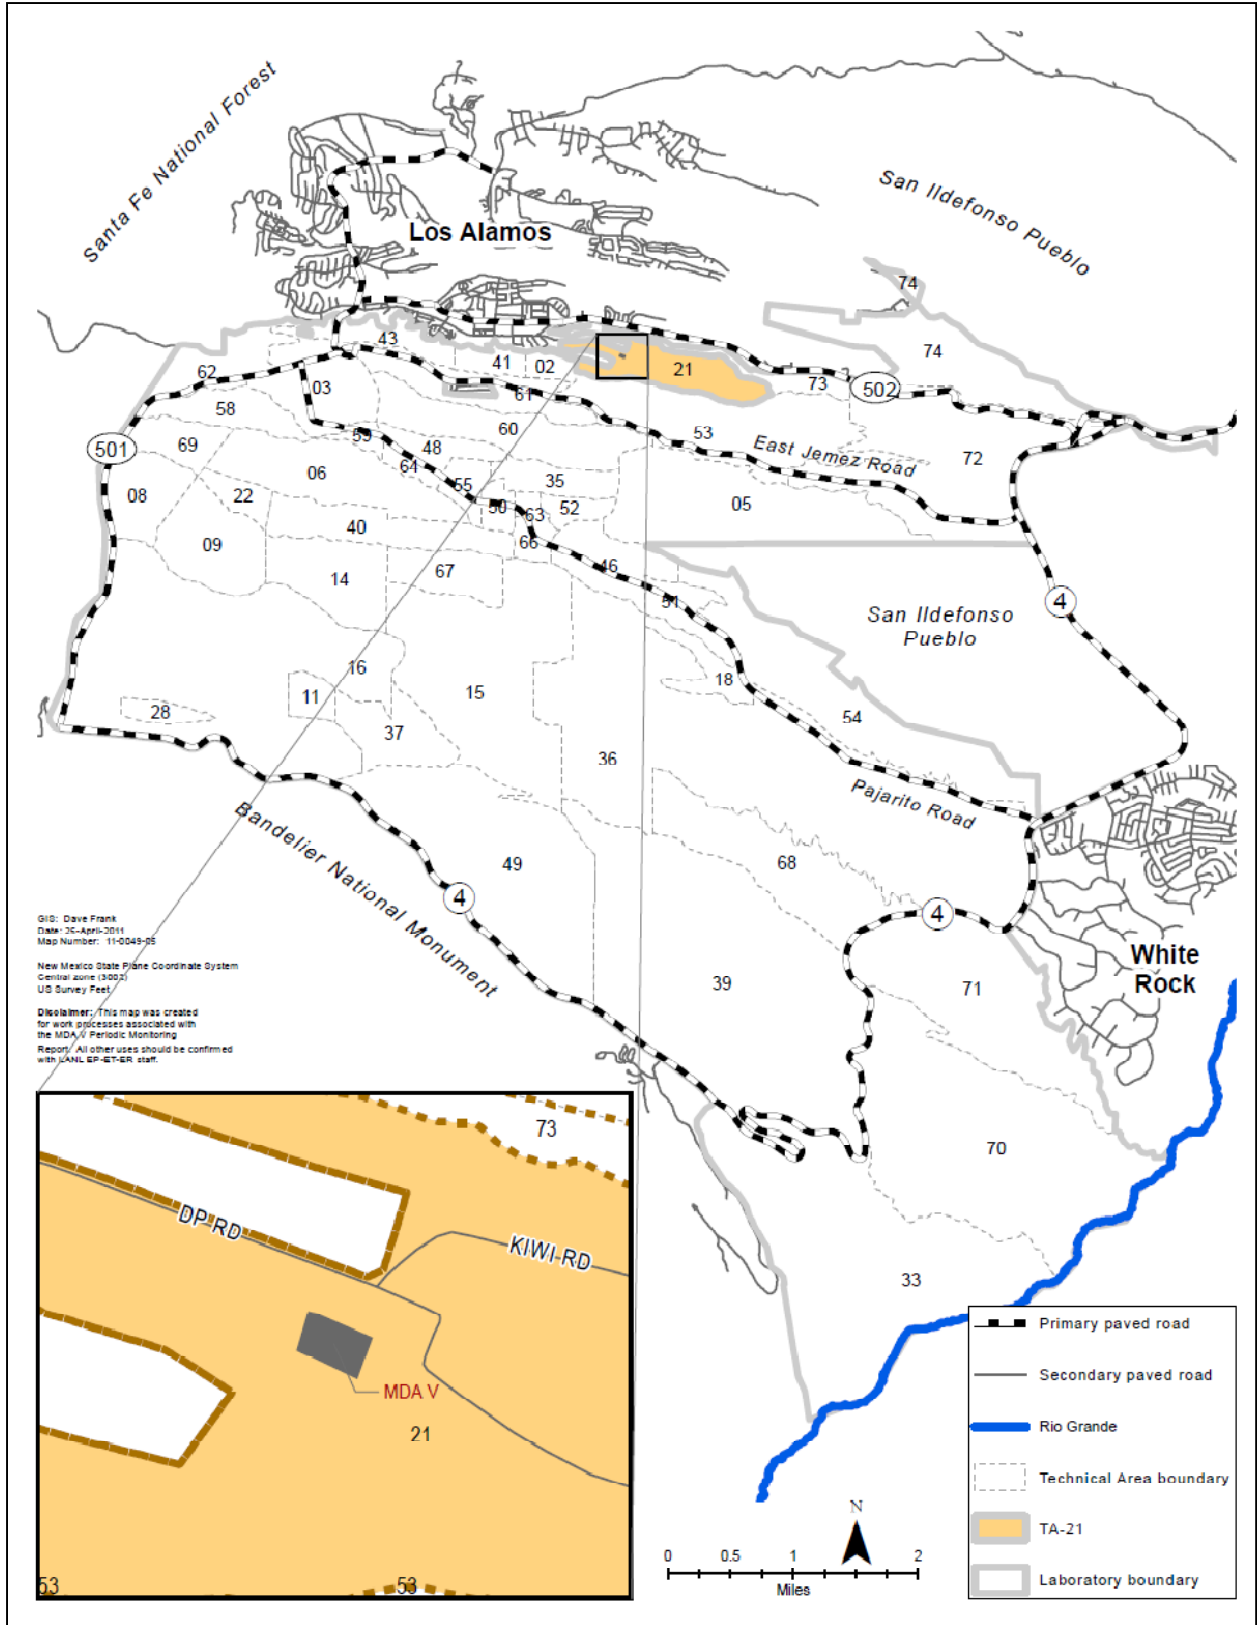 Santa Fe National Forest
San Ildefonso Pueblo
Los Alamos
74
74
43
41
02
21
73
502
62
03
61
58
60
53
East Jemez Road
72
501
69
59
48
64
06
35
05
08
22
55
50
52
63
40
09
66
67
46
14
51
4
San Ildefonso
Pueblo
16
18
11
15
28
54
37
36
Pajarito Road
Bandelier National Monument
49
68
4
4
White
Rock
39
71
GIS: Dave Frank
Date: 26-April-2011
Map Number: 11-0049-05
New Mexico State Plane Coordinate System
Central zone (3002)
US Survey Feet
Disclaimer: This map was created
for work processes associated with
the MDA V Periodic Monitoring
Report. All other uses should be confirmed
with LANL EP-ET-ER staff.
73
DP RD
KIWI RD
MDA V
21
53
53
70
33
Primary paved road
Secondary paved road
Rio Grande
Technical Area boundary
TA-21
Laboratory boundary
N
0 0.5 1 2
Miles